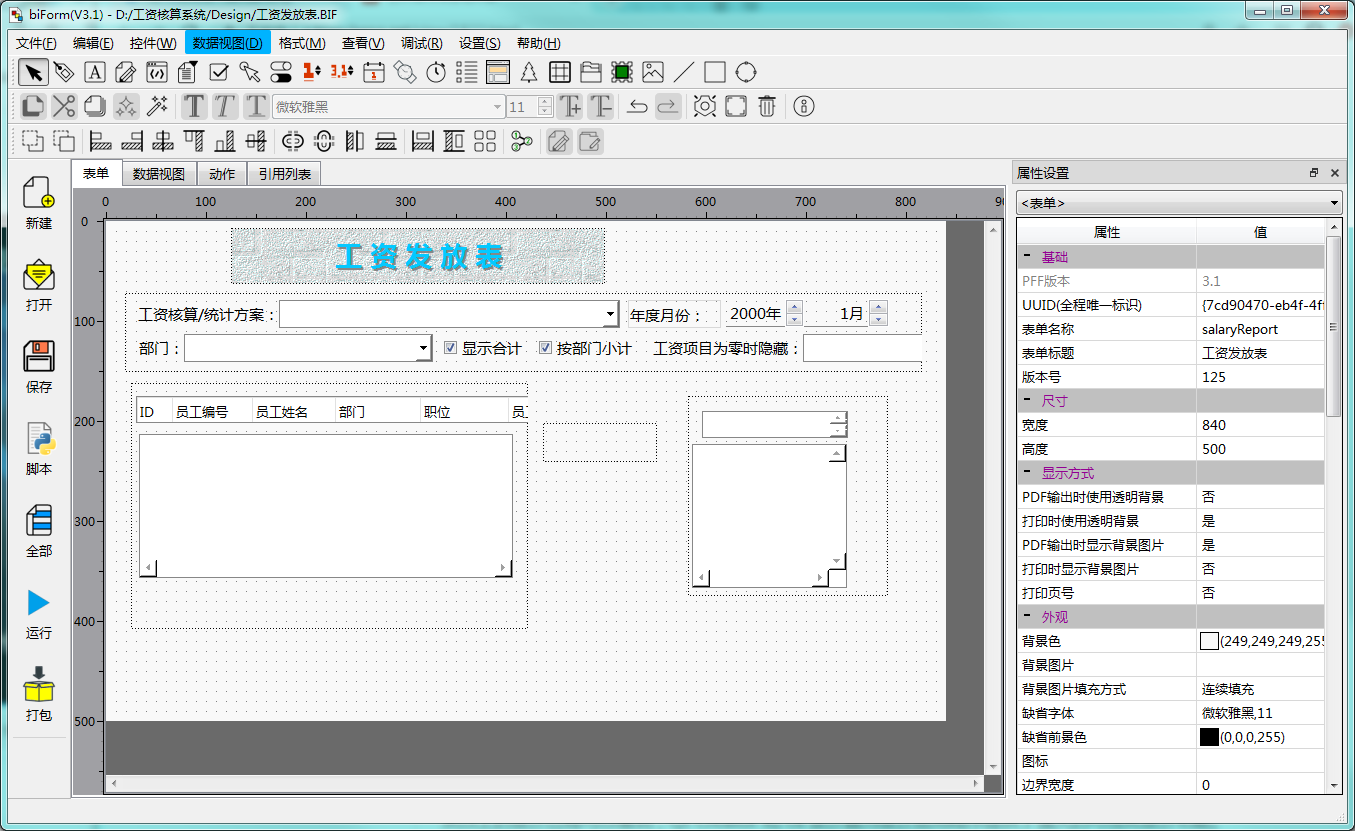 biForm(V3.1) - D:/工资核算系统/Design/工资发放表.BIF
文件(F) 编辑(E) 控件(W) 数据视图(D) 格式(M) 查看(V) 调试(R) 设置(S) 帮助(H)
微软雅黑 11
表单 数据视图 动作 引用列表
新建
打开
保存
脚本
全部
运行
打包
0 100 200 300 400 500 600 700 800 90
0
100
200
300
400
500
工资发放表
工资核算/统计方案： 年度月份： 2000年 1月
部门： 显示合计 按部门小计 工资项目为零时隐藏：
ID 员工编号 员工姓名 部门 职位
属性设置
<表单>
属性 值
基础
PFF版本 3.1
UUID(全程唯一标识) {7cd90470-eb4f-4f
表单名称 salaryReport
表单标题 工资发放表
版本号 125
尺寸
宽度 840
高度 500
显示方式
PDF输出时使用透明背景 否
打印时使用透明背景 是
PDF输出时显示背景图片 是
打印时显示背景图片 否
打印页号 否
外观
背景色 (249,249,249,255
背景图片
背景图片填充方式 连续填充
缺省字体 微软雅黑,11
缺省前景色 (0,0,0,255)
图标
边界宽度 0